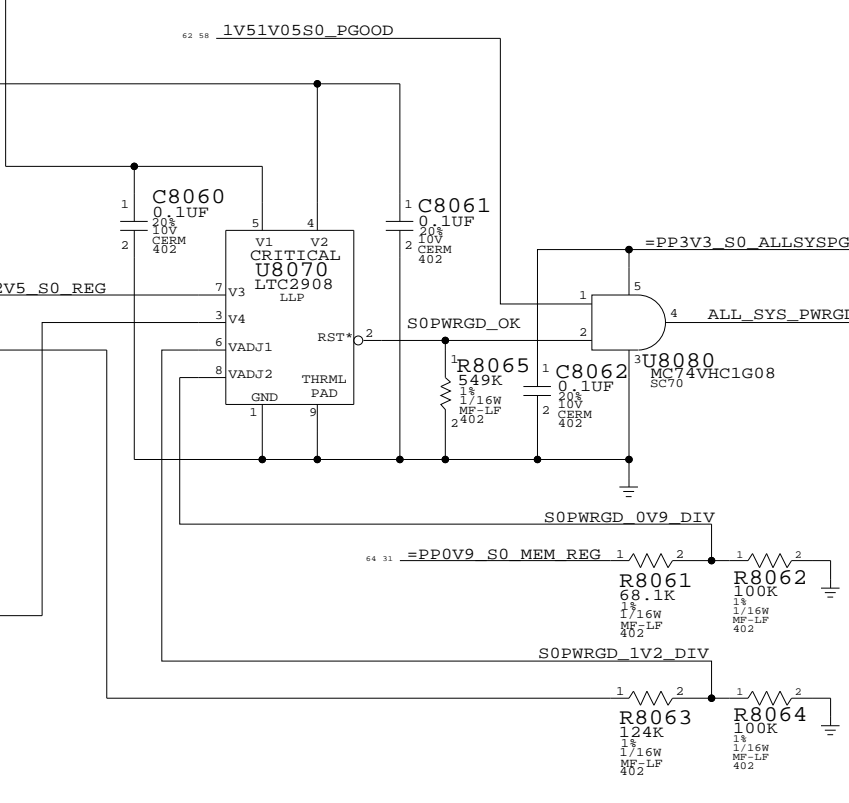 62 58 1V51V05S0_PGOOD
C8060
0.1UF
20%
10V
CERM
402
1
2
C8061
0.1UF
20%
10V
CERM
402
1
2
5 4
V1 V2
CRITICAL
U8070
LTC2908
LLP
7 V3
3 V4
6 VADJ1
8 VADJ2
RST* 2
THRML
PAD
GND
1 9
2V5_S0_REG
S0PWRGD_OK
=PP3V3_S0_ALLSYSPG
1
2
5
4
3
ALL_SYS_PWRGD
U8080
MC74VHC1G08
SC70
1
R8065
549K
1%
1/16W
MF-LF
402
2
1
C8062
0.1UF
20%
10V
CERM
402
2
S0PWRGD_0V9_DIV
64 31 =PP0V9_S0_MEM_REG 1 2 1 2
R8061
68.1K
1%
1/16W
MF-LF
402
R8062
100K
1%
1/16W
MF-LF
402
S0PWRGD_1V2_DIV
1 2 1 2
R8063
124K
1%
1/16W
MF-LF
402
R8064
100K
1%
1/16W
MF-LF
402